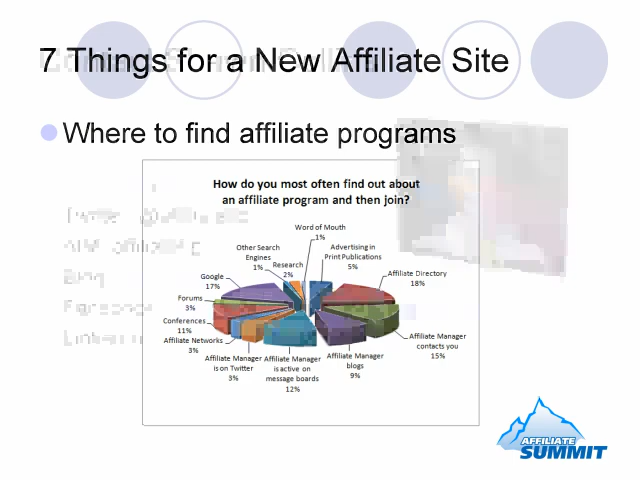 7 Things for a New Affiliate Site
Where to find affiliate programs
How do you most often find out about
an affiliate program and then join?
Word of Mouth
1%
Advertising in
Print Publications
5%
Other Search
Engines
1%
Research
2%
Affiliate Directory
18%
Google
17%
Forums
3%
Conferences
11%
Affiliate Networks
3%
Affiliate Manager
contacts you
15%
Affiliate Manager
is on Twitter
3%
Affiliate Manager
is active on
message boards
12%
Affiliate Manager
blogs
9%
AFFILIATE
SUMMIT